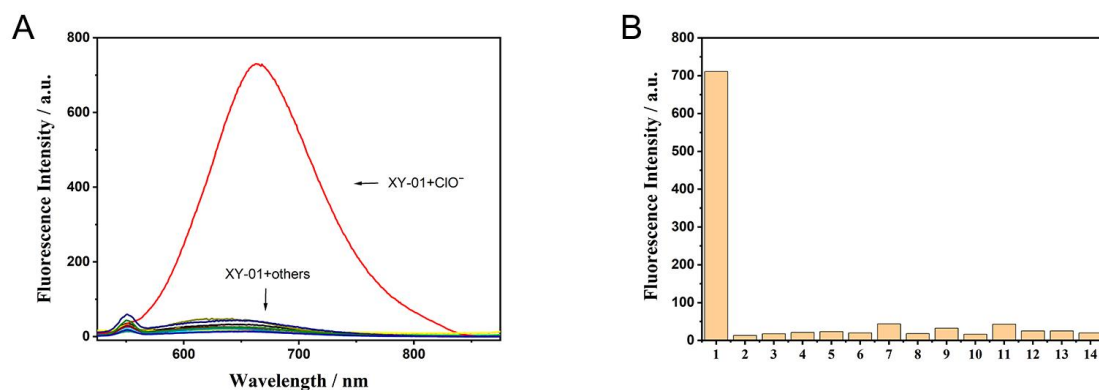 A
B
800
600
400
200
0
Fluorescence Intensity / a.u.
XY-01+ClO⁻
XY-01+others
600
700
800
Wavelength / nm
800
700
600
500
400
300
200
100
0
Fluorescence Intensity / a.u.
1 2 3 4 5 6 7 8 9 10 11 12 13 14